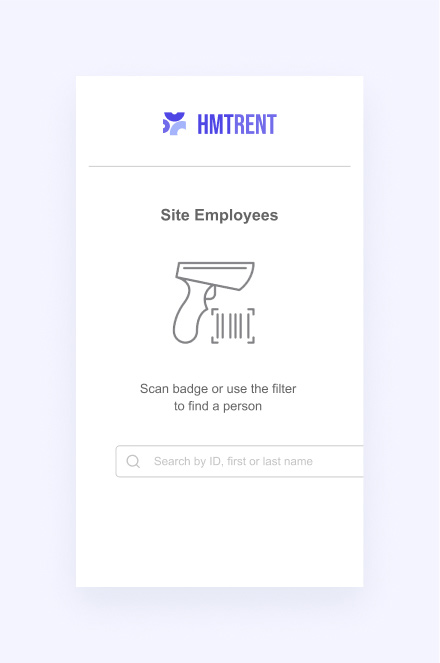 HMTRENT
Site Employees
Scan badge or use the filter
to find a person
Search by ID, first or last name